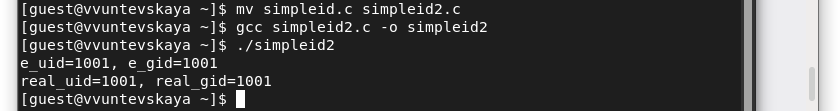 [guest@vvuntevskaya ~]$ mv simpleid.c simpleid2.c
[guest@vvuntevskaya ~]$ gcc simpleid2.c -o simpleid2
[guest@vvuntevskaya ~]$ ./simpleid2
e_uid=1001, e_gid=1001
real_uid=1001, real_gid=1001
[guest@vvuntevskaya ~]$